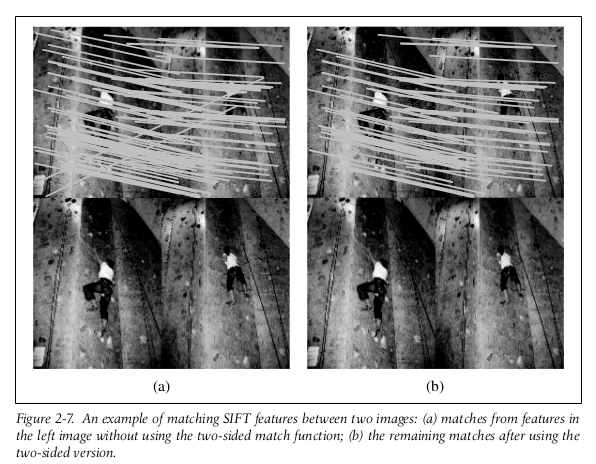 (a)
(b)
Figure 2-7. An example of matching SIFT features between two images: (a) matches from features in
the left image without using the two-sided match function; (b) the remaining matches after using the
two-sided version.